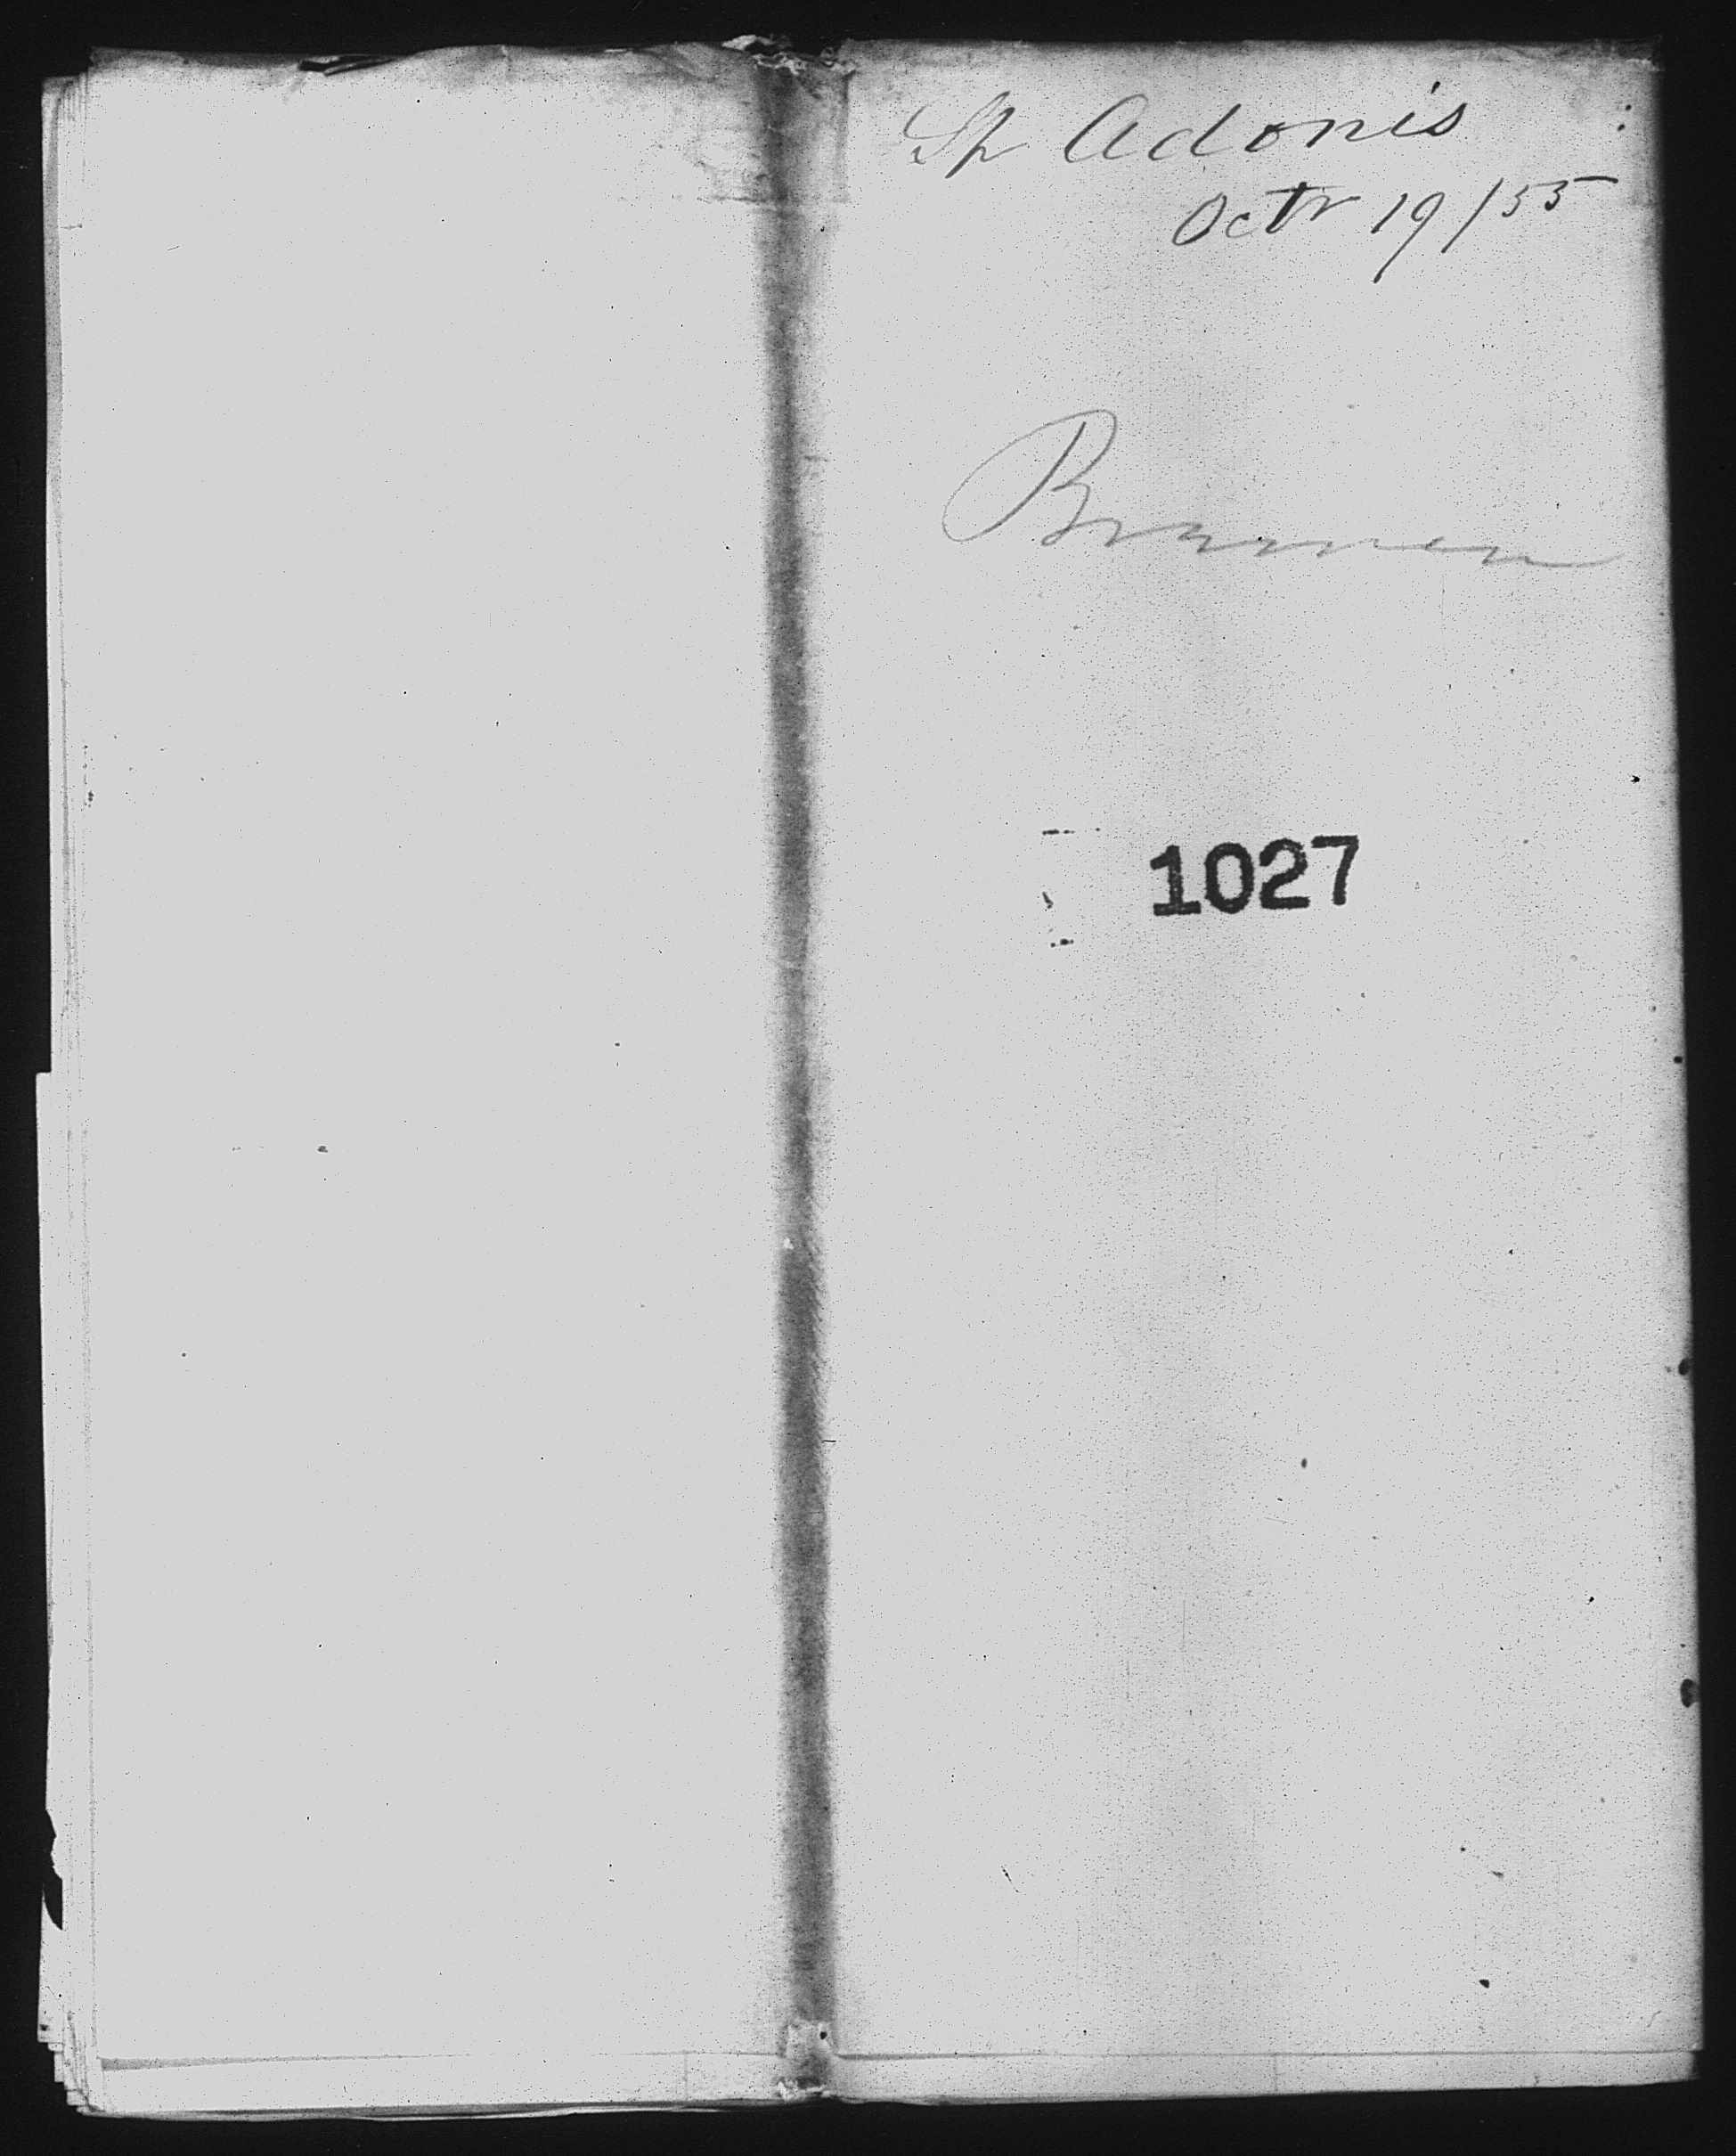 Sp Adonis
Octr 19/55
Bremen
1027